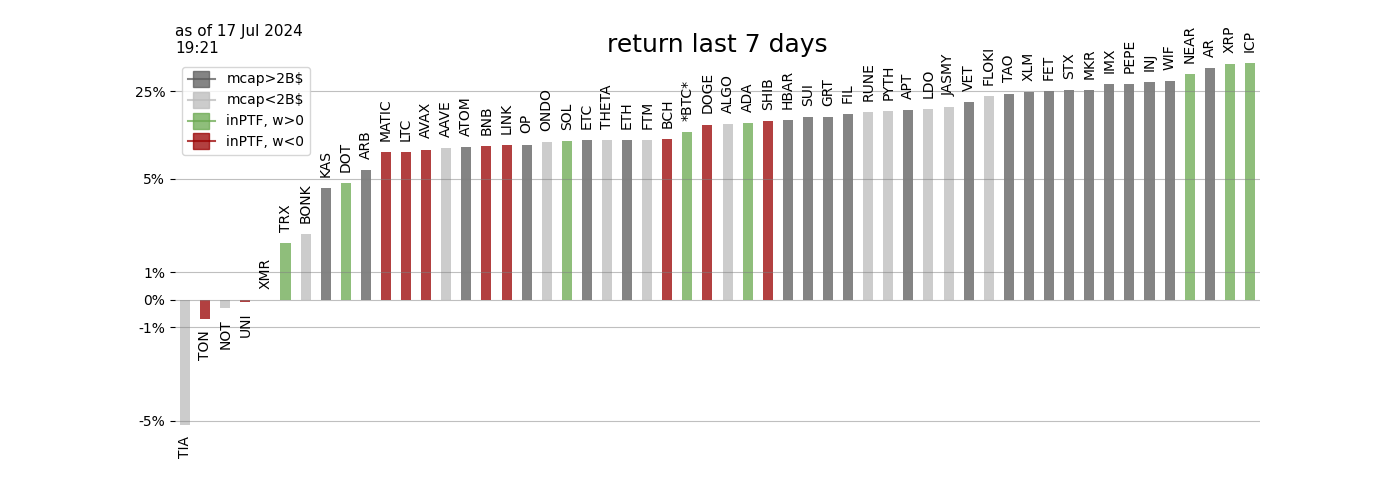 as of 17 Jul 2024
19:21
return last 7 days
mcap>2B$
mcap<2B$
inPTF, w>0
inPTF, w<0
25%
5%
1%
0%
-1%
-5%
TIA
TON
NOT
UNI
XMR
TRX
BONK
KAS
DOT
ARB
MATIC
LTC
AVAX
AAVE
ATOM
BNB
LINK
OP
ONDO
SOL
ETC
THETA
ETH
FTM
BCH
*BTC*
DOGE
ALGO
ADA
SHIB
HBAR
SUI
GRT
FIL
RUNE
PYTH
APT
LDO
JASMY
VET
FLOKI
TAO
XLM
FET
STX
MKR
IMX
PEPE
INJ
WIF
NEAR
AR
XRP
ICP